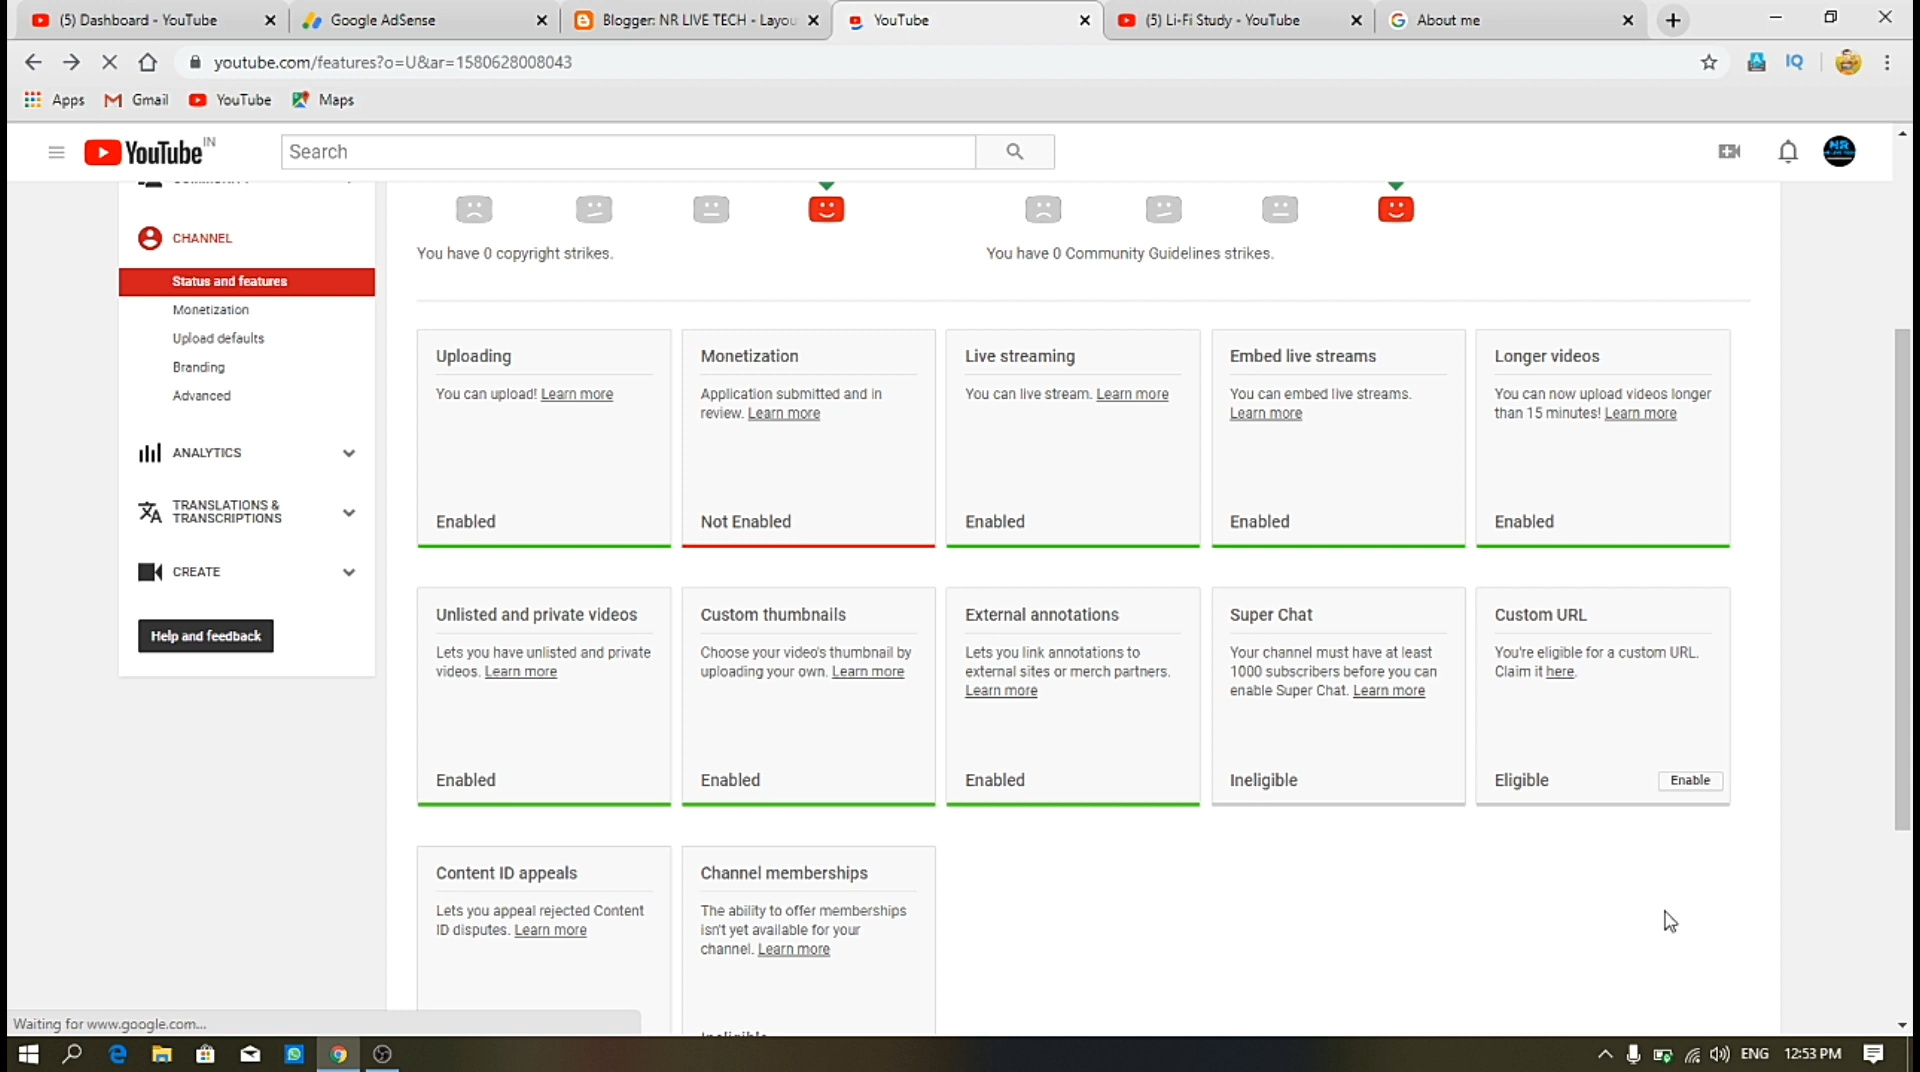 (5) Dashboard - YouTube
Google AdSense
Blogger: NR LIVE TECH - Layou
YouTube
(5) Li-Fi Study - YouTube
About me
youtube.com/features?o=U&ar=1580628008043
IQ
Apps
Gmail
YouTube
Maps
YouTube IN
Search
NR
CHANNEL
Status and features
Monetization
Upload defaults
Branding
Advanced
ANALYTICS
TRANSLATIONS &
TRANSCRIPTIONS
CREATE
Help and feedback
You have 0 copyright strikes.
You have 0 Community Guidelines strikes.
Uploading
You can upload! Learn more
Enabled
Monetization
Application submitted and in
review. Learn more
Not Enabled
Live streaming
You can live stream. Learn more
Enabled
Embed live streams
You can embed live streams.
Learn more
Enabled
Longer videos
You can now upload videos longer
than 15 minutes! Learn more
Enabled
Unlisted and private videos
Lets you have unlisted and private
videos. Learn more
Enabled
Custom thumbnails
Choose your video's thumbnail by
uploading your own. Learn more
Enabled
External annotations
Lets you link annotations to
external sites or merch partners.
Learn more
Enabled
Super Chat
Your channel must have at least
1000 subscribers before you can
enable Super Chat. Learn more
Ineligible
Custom URL
You're eligible for a custom URL.
Claim it here.
Eligible
Enable
Content ID appeals
Lets you appeal rejected Content
ID disputes. Learn more
Channel memberships
The ability to offer memberships
isn't yet available for your
channel. Learn more
Waiting for www.google.com...
ENG
12:53 PM